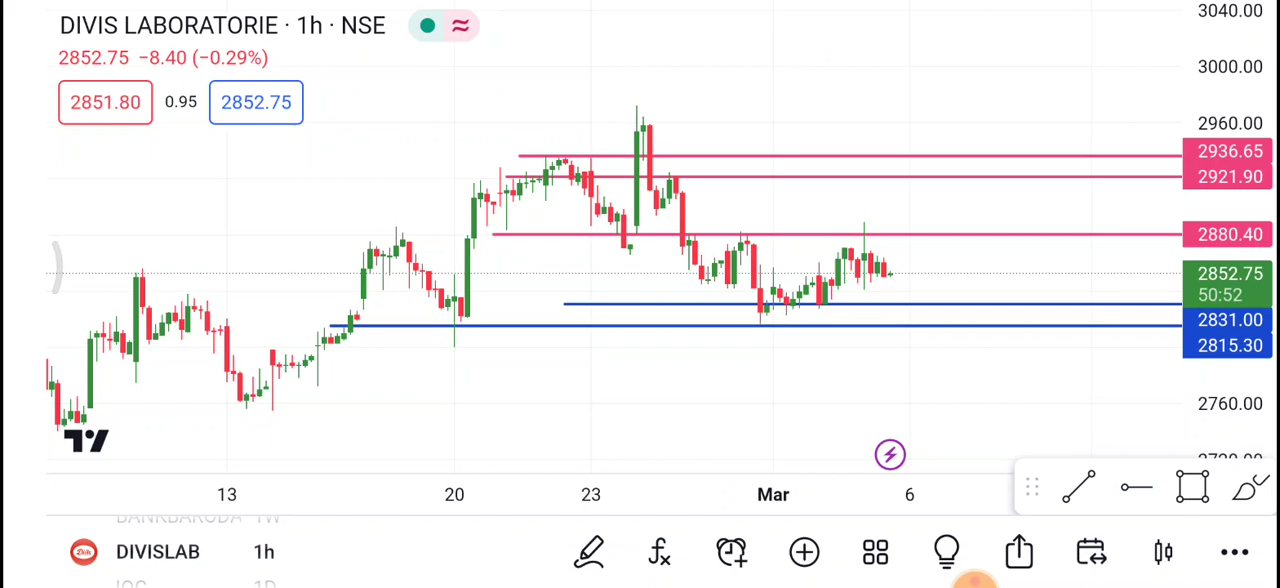 DIVIS LABORATORIE · 1h · NSE
2852.75 −8.40 (−0.29%)
2851.80 0.95 2852.75
3040.00
3000.00
2960.00
2936.65
2921.90
2880.40
2852.75
50:52
2831.00
2815.30
2760.00
13 20 23 Mar 6
BANKBARODA 1W
DIVISLAB 1h